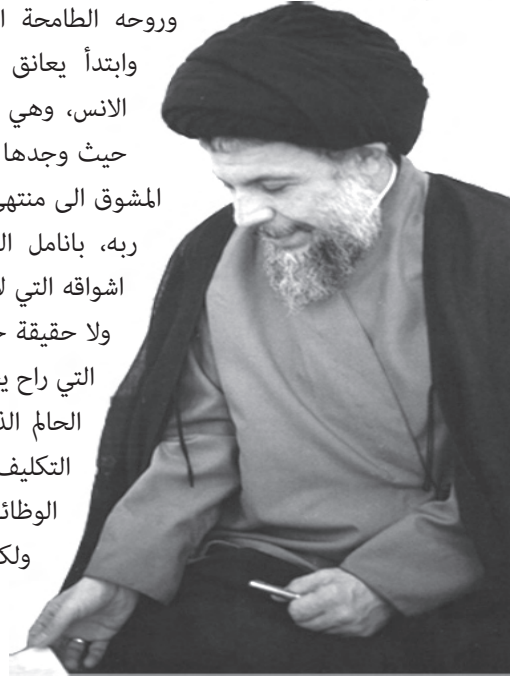 وروحه الطامحة
وابتدأ يعانق
الانس، وهي
حيث وجدها
المشوق الى منتهى
ربه، بانامل
اشواقه التي
ولا حقيقة
التي راح
الحالم
التكليف